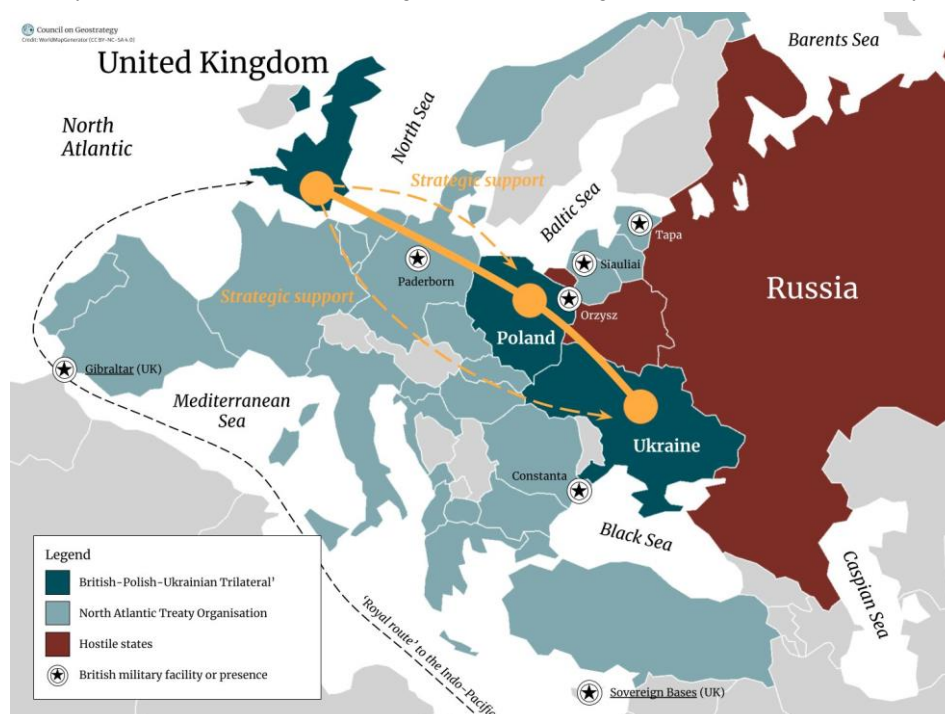 Council on Geostrategy
Credit: WorldMapGenerator (CC BY-NC-SA 4.0)
United Kingdom
Barents Sea
North
Atlantic
North Sea
Strategic support
Baltic Sea
Tapa
Siauliai
Paderborn
Orzysz
Russia
Strategic support
Poland
Gibraltar (UK)
Mediterranean
Sea
Ukraine
Constanta
Black Sea
Caspian Sea
Legend
British-Polish-Ukrainian Trilateral'
North Atlantic Treaty Organisation
Hostile states
British military facility or presence
'Royal route' to the Indo-Pacific
Sovereign Bases (UK)